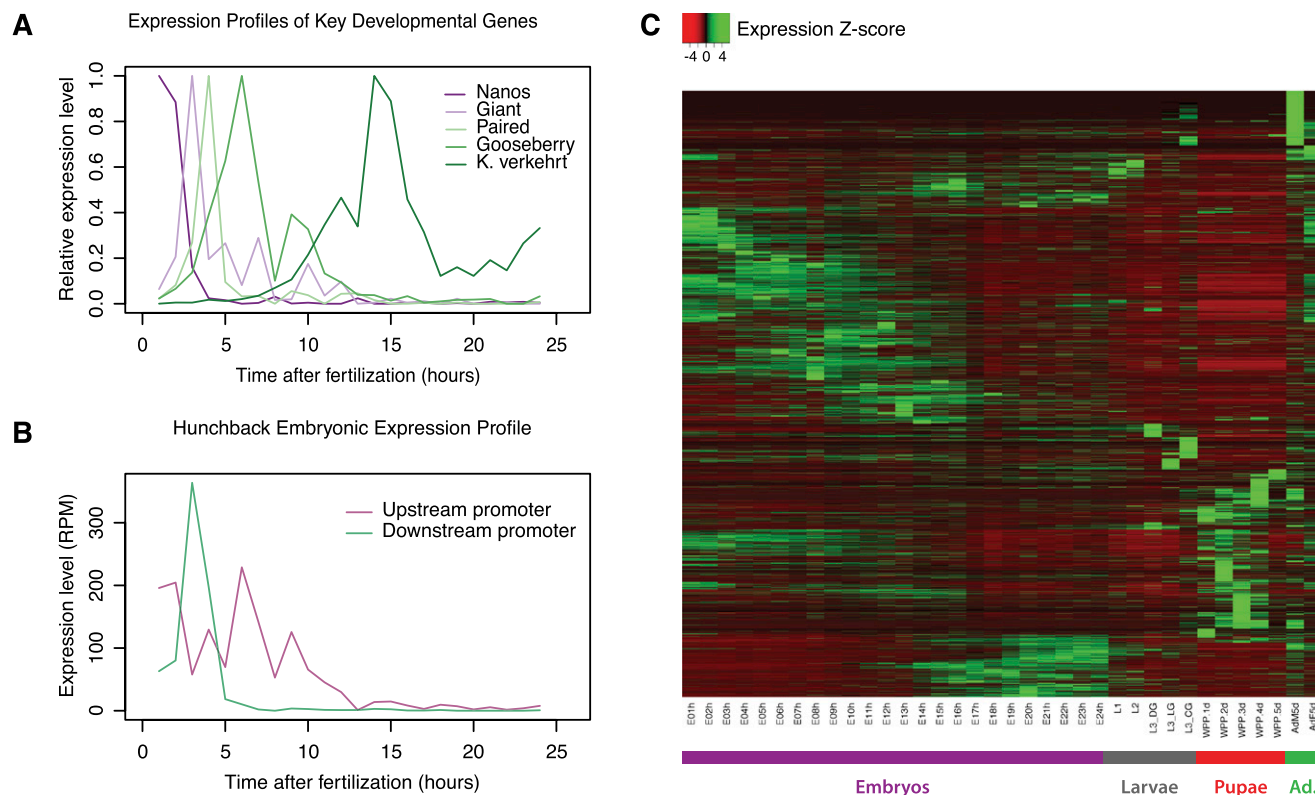 A
Expression Profiles of Key Developmental Genes
Relative expression level
0.0 0.2 0.4 0.6 0.8 1.0
Nanos
Giant
Paired
Gooseberry
K. verkehrt
0 5 10 15 20 25
Time after fertilization (hours)
B
Hunchback Embryonic Expression Profile
Expression level (RPM)
0 100 200 300
Upstream promoter
Downstream promoter
0 5 10 15 20 25
Time after fertilization (hours)
C
Expression Z-score
-4 0 4
E01h E02h E03h E04h E05h E06h E07h E08h E09h E10h E11h E12h E13h E14h E15h E16h E17h E18h E19h E20h E21h E22h E23h E24h L1 L2 L3_DG L3_LG L3_CG WPP.1d WPP.2d WPP.3d WPP.4d WPP.5d AdM5d AdF5d
Embryos Larvae Pupae Ad.